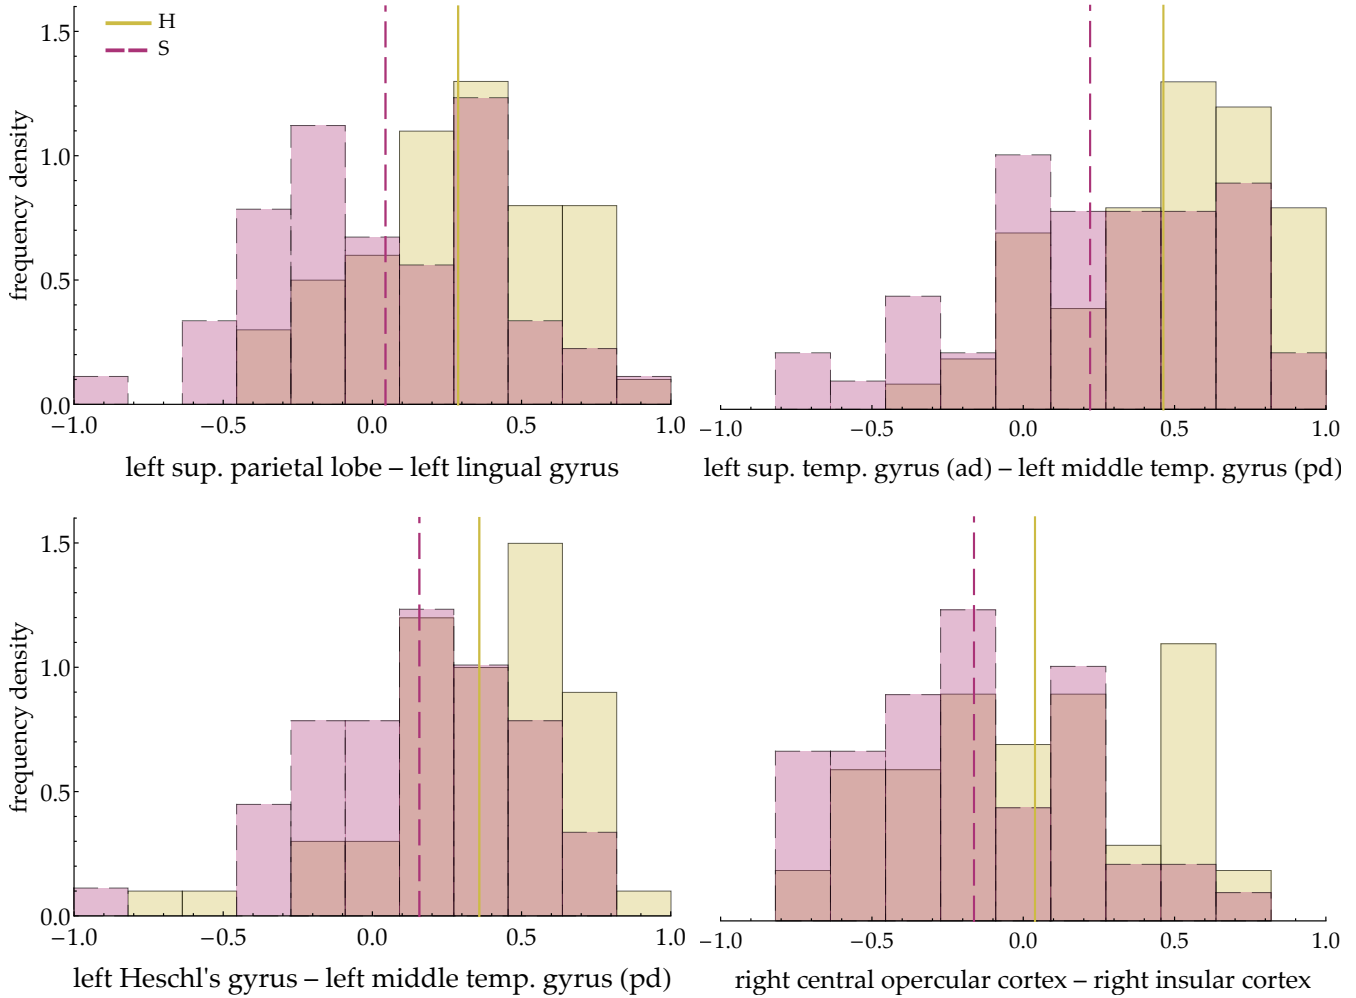 H
S
frequency density
1.5
1.0
0.5
0.0
−1.0 −0.5 0.0 0.5 1.0
left sup. parietal lobe – left lingual gyrus
−1.0 −0.5 0.0 0.5 1.0
left sup. temp. gyrus (ad) – left middle temp. gyrus (pd)
frequency density
1.5
1.0
0.5
0.0
−1.0 −0.5 0.0 0.5 1.0
left Heschl's gyrus – left middle temp. gyrus (pd)
−1.0 −0.5 0.0 0.5 1.0
right central opercular cortex – right insular cortex